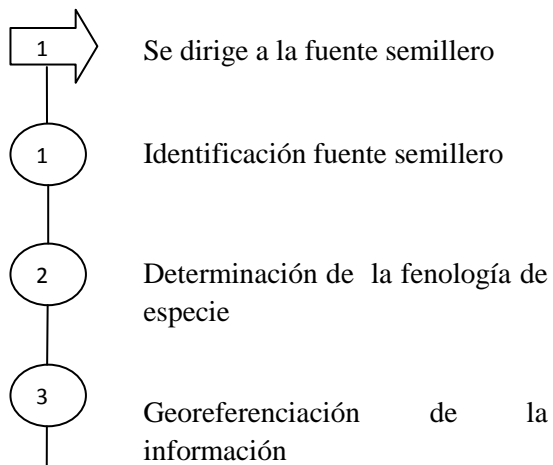 1 Se dirige a la fuente semillero
1 Identificación fuente semillero
2 Determinación de la fenología de
especie
3 Georeferenciación de la
información